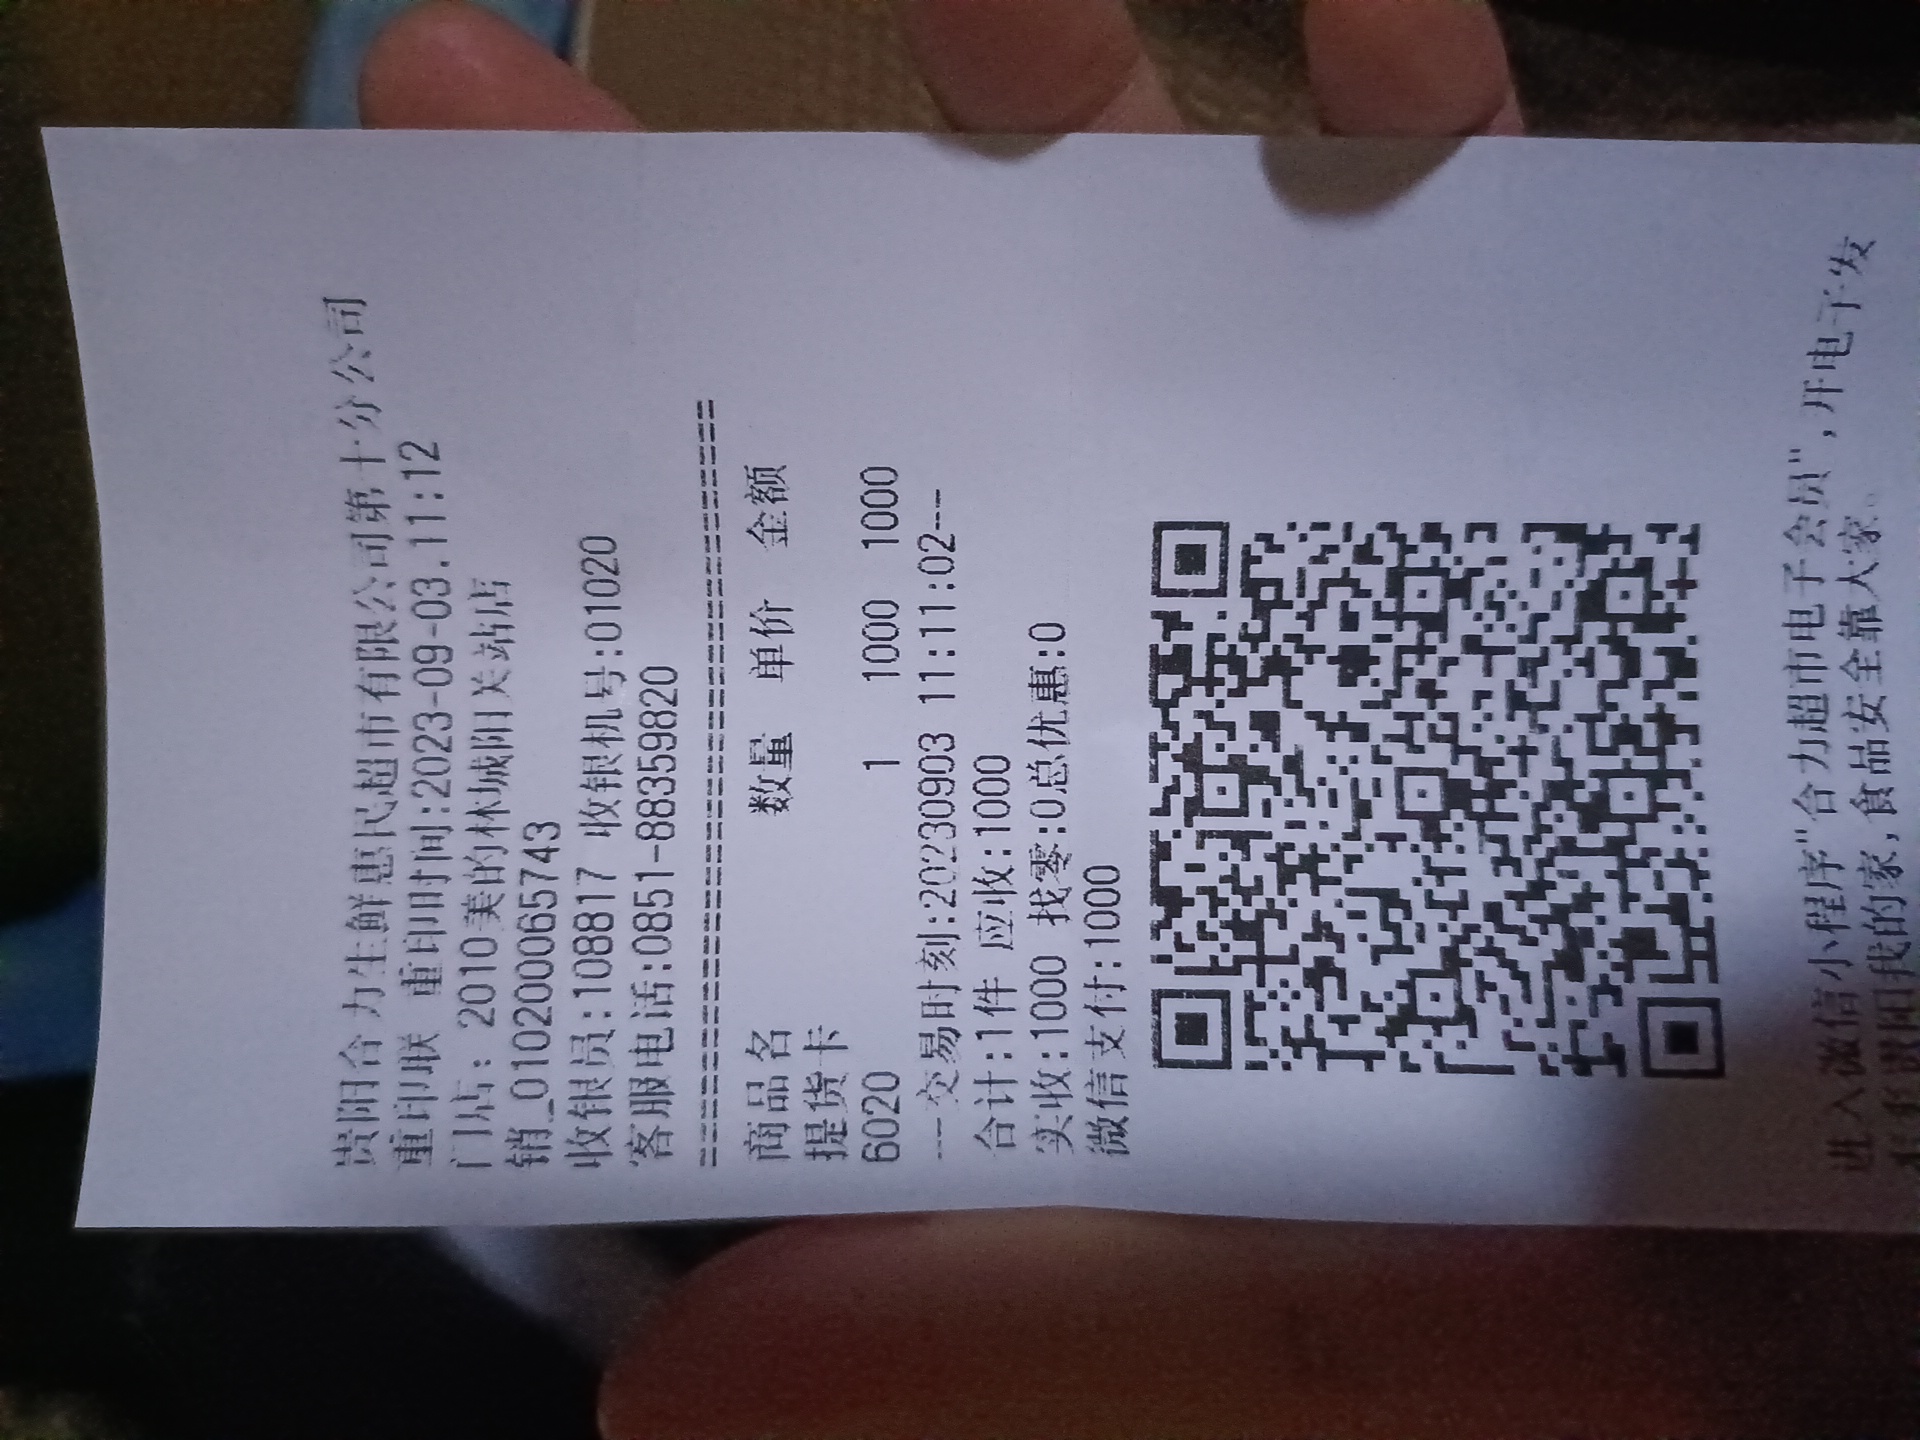 贵阳合力生鲜惠民超市有限公司第十分公司
重印联 重印时间:2023-09-03.11:12
门店: 2010美的林城阳关站店
销_01020006 5743
收银员:108817 收银机号:01020
客服电话:0851-88359820
==========================================
商品名 数量 单价 金额
提货卡
6020 1 1000 1000
---交易时刻:20230903 11:11:02---
合计:1件 应收:1000
实收:1000 找零:0总优惠:0
微信支付:1000
进入微信小程序"合力超市电子会员",开电子发
贵阳我的家,食品安全靠大家。